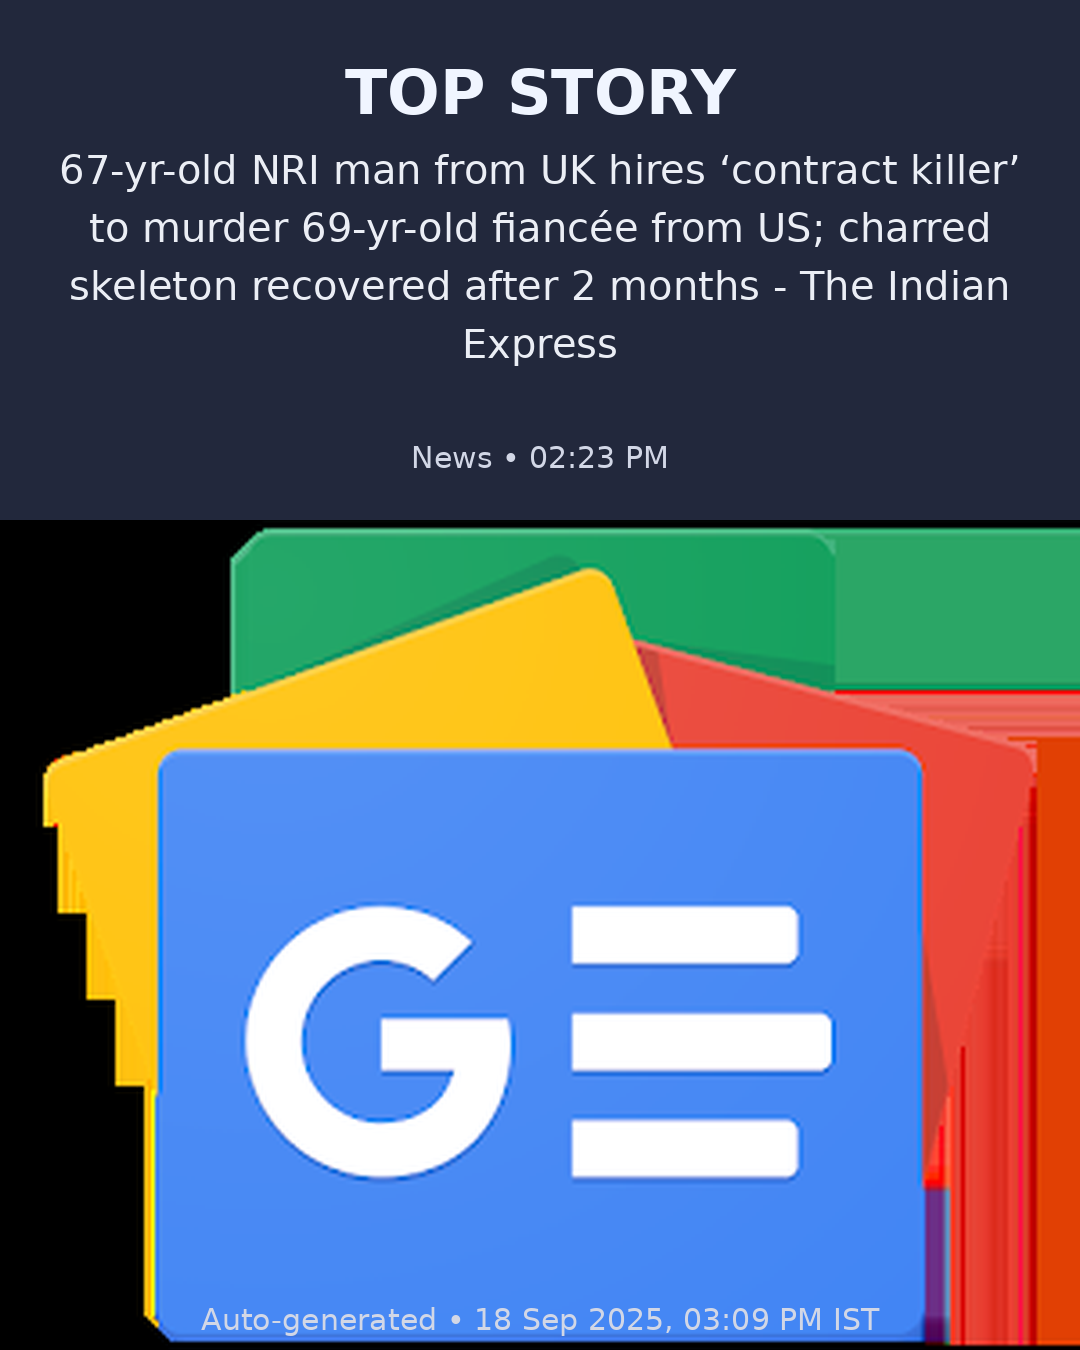 TOP STORY
67-yr-old NRI man from UK hires ‘contract killer’
to murder 69-yr-old fiancée from US; charred
skeleton recovered after 2 months - The Indian
Express
News • 02:23 PM
G
Auto-generated • 18 Sep 2025, 03:09 PM IST